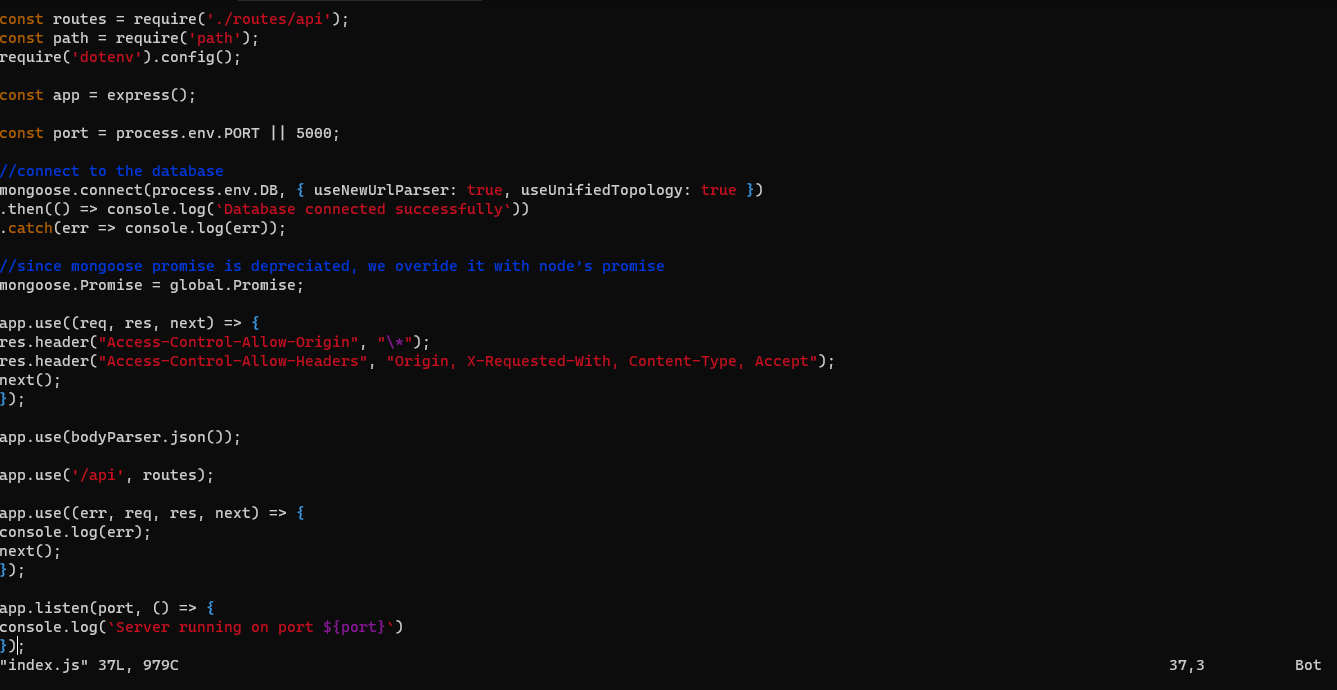 const routes = require('./routes/api');
const path = require('path');
require('dotenv').config();
const app = express();
const port = process.env.PORT || 5000;
//connect to the database
mongoose.connect(process.env.DB, { useNewUrlParser: true, useUnifiedTopology: true })
.then(() => console.log(`Database connected successfully`))
.catch(err => console.log(err));
//since mongoose promise is depreciated, we overide it with node's promise
mongoose.Promise = global.Promise;
app.use((req, res, next) => {
res.header("Access-Control-Allow-Origin", "\*");
res.header("Access-Control-Allow-Headers", "Origin, X-Requested-With, Content-Type, Accept");
next();
});
app.use(bodyParser.json());
app.use('/api', routes);
app.use((err, req, res, next) => {
console.log(err);
next();
});
app.listen(port, () => {
console.log(`Server running on port ${port}`)
});
"index.js" 37L, 979C 37,3 Bot